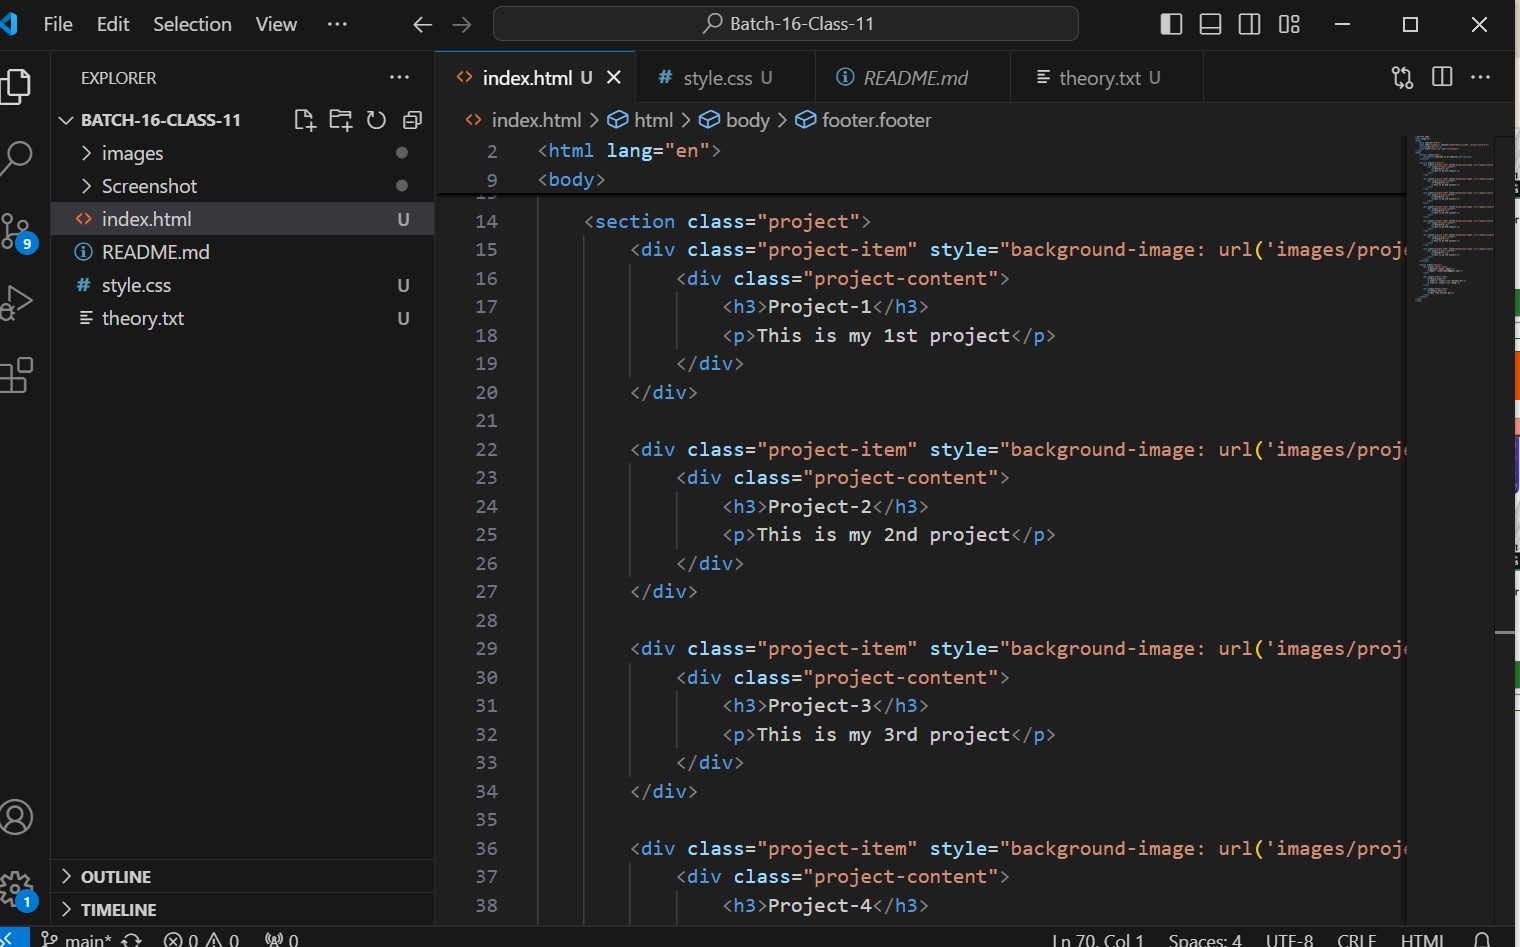 File Edit Selection View ··· Batch-16-Class-11
EXPLORER ···
BATCH-16-CLASS-11
images
Screenshot
index.html U
README.md
style.css U
theory.txt U
OUTLINE
TIMELINE
9
1
index.html U style.css U README.md theory.txt U
index.html > html > body > footer.footer
2 <html lang="en">
9 <body>
14 <section class="project">
15 <div class="project-item" style="background-image: url('images/proje
16 <div class="project-content">
17 <h3>Project-1</h3>
18 <p>This is my 1st project</p>
19 </div>
20 </div>
21
22 <div class="project-item" style="background-image: url('images/proje
23 <div class="project-content">
24 <h3>Project-2</h3>
25 <p>This is my 2nd project</p>
26 </div>
27 </div>
28
29 <div class="project-item" style="background-image: url('images/proje
30 <div class="project-content">
31 <h3>Project-3</h3>
32 <p>This is my 3rd project</p>
33 </div>
34 </div>
35
36 <div class="project-item" style="background-image: url('images/proje
37 <div class="project-content">
38 <h3>Project-4</h3>
main* 0 0 0 Ln 70, Col 1 Spaces: 4 UTF-8 CRLF HTML